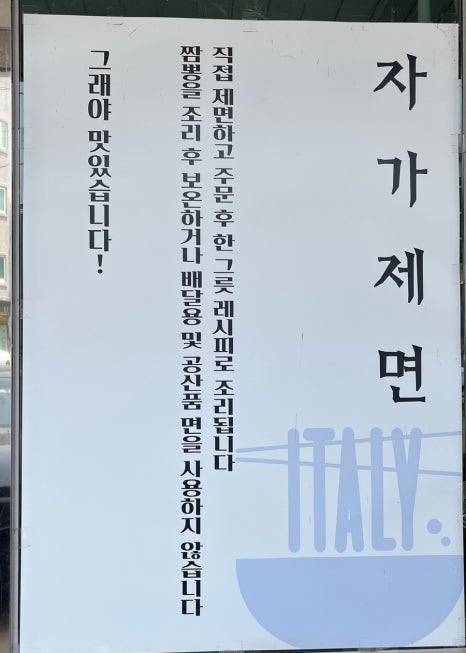 자가제면
직접 제면하고 주문 후 한 그릇 레시피로 조리됩니다
짬뽕을 조리 후 보온하거나 배달용 및 공산품 면을 사용하지 않습니다
그래야 맛있습니다!
ITALY.